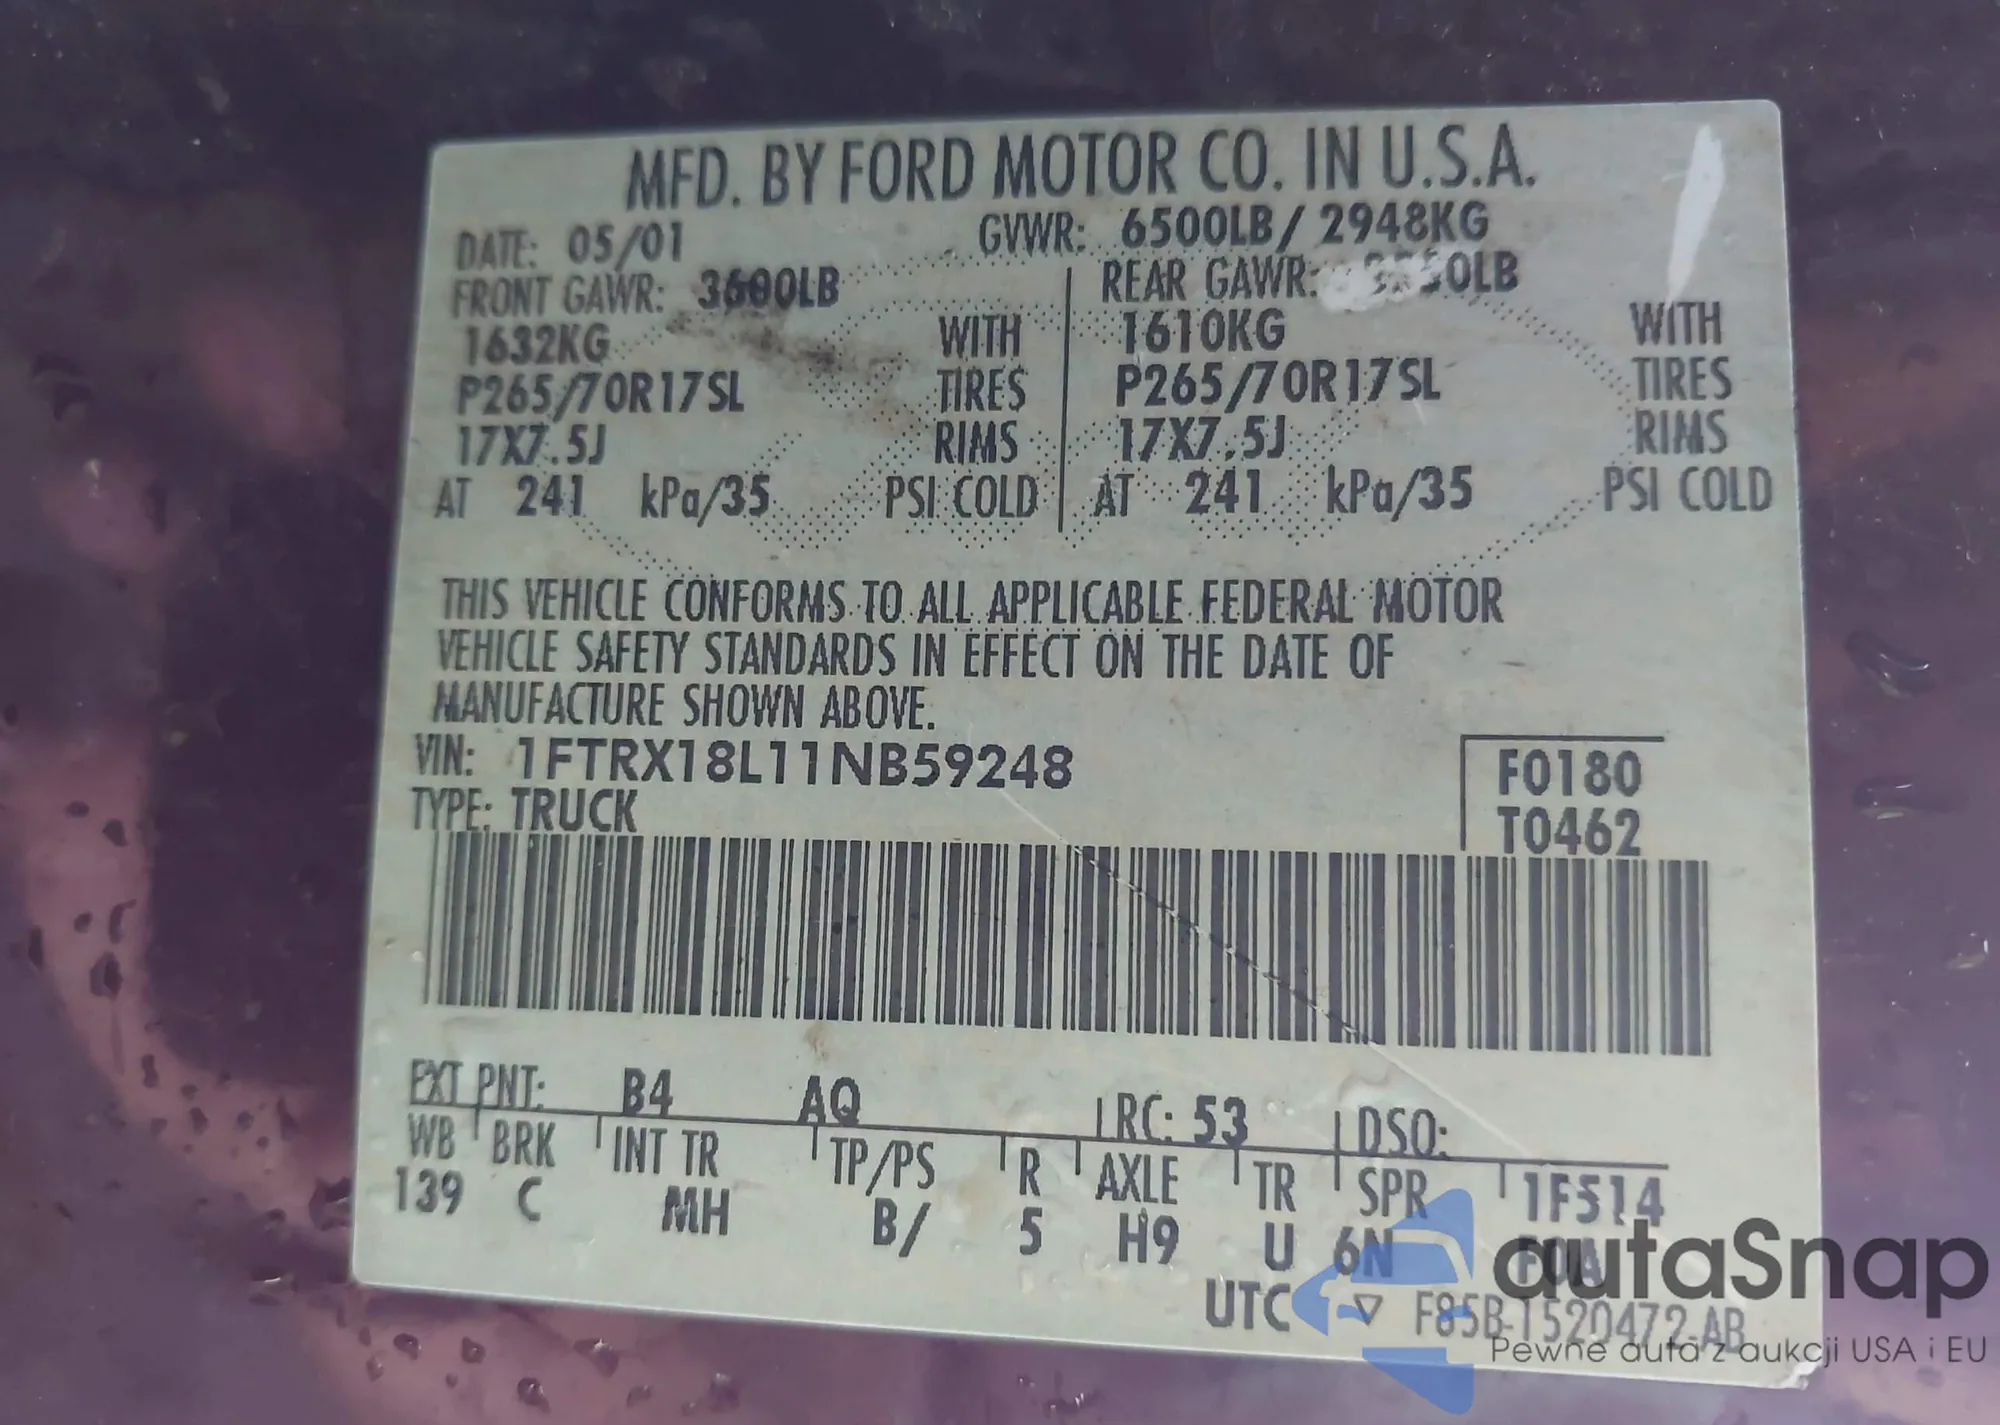 MFD. BY FORD MOTOR CO. IN U.S.A.
DATE: 05/01 GVWR: 6500LB/ 2948KG
FRONT GAWR: 3600LB REAR GAWR:
1632KG WITH 1610KG WITH
P265/70R17SL TIRES P265/70R17SL TIRES
17X7.5J RIMS 17X7.5J RIMS
AT 241 kPa/35 PSI COLD AT 241 kPa/35 PSI COLD
THIS VEHICLE CONFORMS TO ALL APPLICABLE FEDERAL MOTOR
VEHICLE SAFETY STANDARDS IN EFFECT ON THE DATE OF
MANUFACTURE SHOWN ABOVE.
VIN: 1FTRX18L11NB59248 F0180
TYPE: TRUCK T0462
EXT PNT: B4 AQ RC: 53 DSO:
WB BRK INT TR TP/PS R AXLE TR SPR 1F514
139 C MH B/ 5 H9 U 6N F0A
UTC ▽ F85B-1520472-AB
autaSnap
Pewne auta z aukcji USA i EU